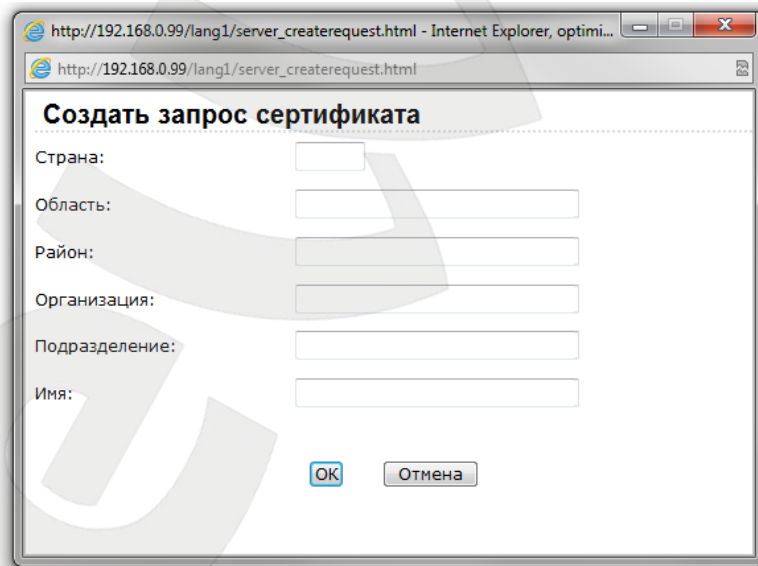 http://192.168.0.99/lang1/server_createrequest.html - Internet Explorer, optimi...
http://192.168.0.99/lang1/server_createrequest.html
Создать запрос сертификата
Страна:
Область:
Район:
Организация:
Подразделение:
Имя:
OK Отмена